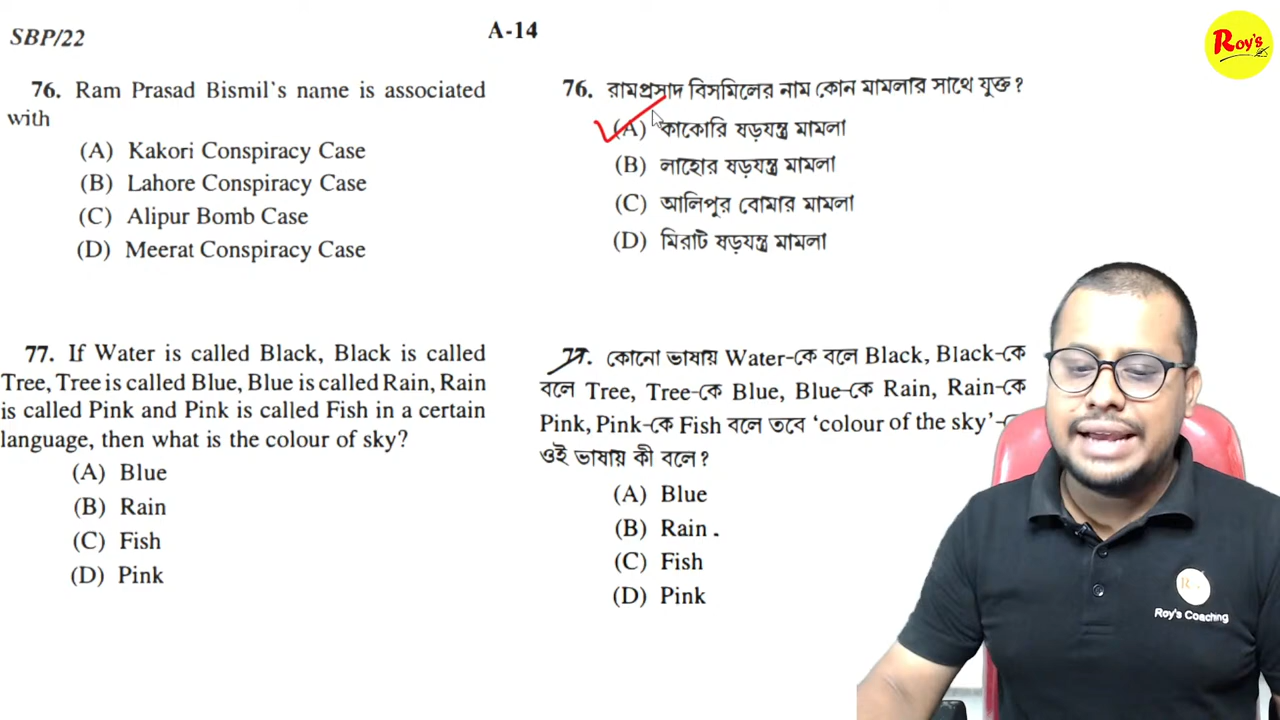 SBP/22
A-14
Roy's
76. Ram Prasad Bismil's name is associated
with
(A) Kakori Conspiracy Case
(B) Lahore Conspiracy Case
(C) Alipur Bomb Case
(D) Meerat Conspiracy Case
77. If Water is called Black, Black is called
Tree, Tree is called Blue, Blue is called Rain, Rain
is called Pink and Pink is called Fish in a certain
language, then what is the colour of sky?
(A) Blue
(B) Rain
(C) Fish
(D) Pink
76. রামপ্রসাদ বিসমিলের নাম কোন মামলার সাথে যুক্ত ?
(A) কাকোরি ষড়যন্ত্র মামলা
(B) লাহোর ষড়যন্ত্র মামলা
(C) আলিপুর বোমার মামলা
(D) মিরাট ষড়যন্ত্র মামলা
77. কোনো ভাষায় Water-কে বলে Black, Black-কে
বলে Tree, Tree-কে Blue, Blue-কে Rain, Rain-কে
Pink, Pink-কে Fish বলে তবে ‘colour of the sky’-
ওই ভাষায় কী বলে ?
(A) Blue
(B) Rain .
(C) Fish
(D) Pink
Roy's Coaching